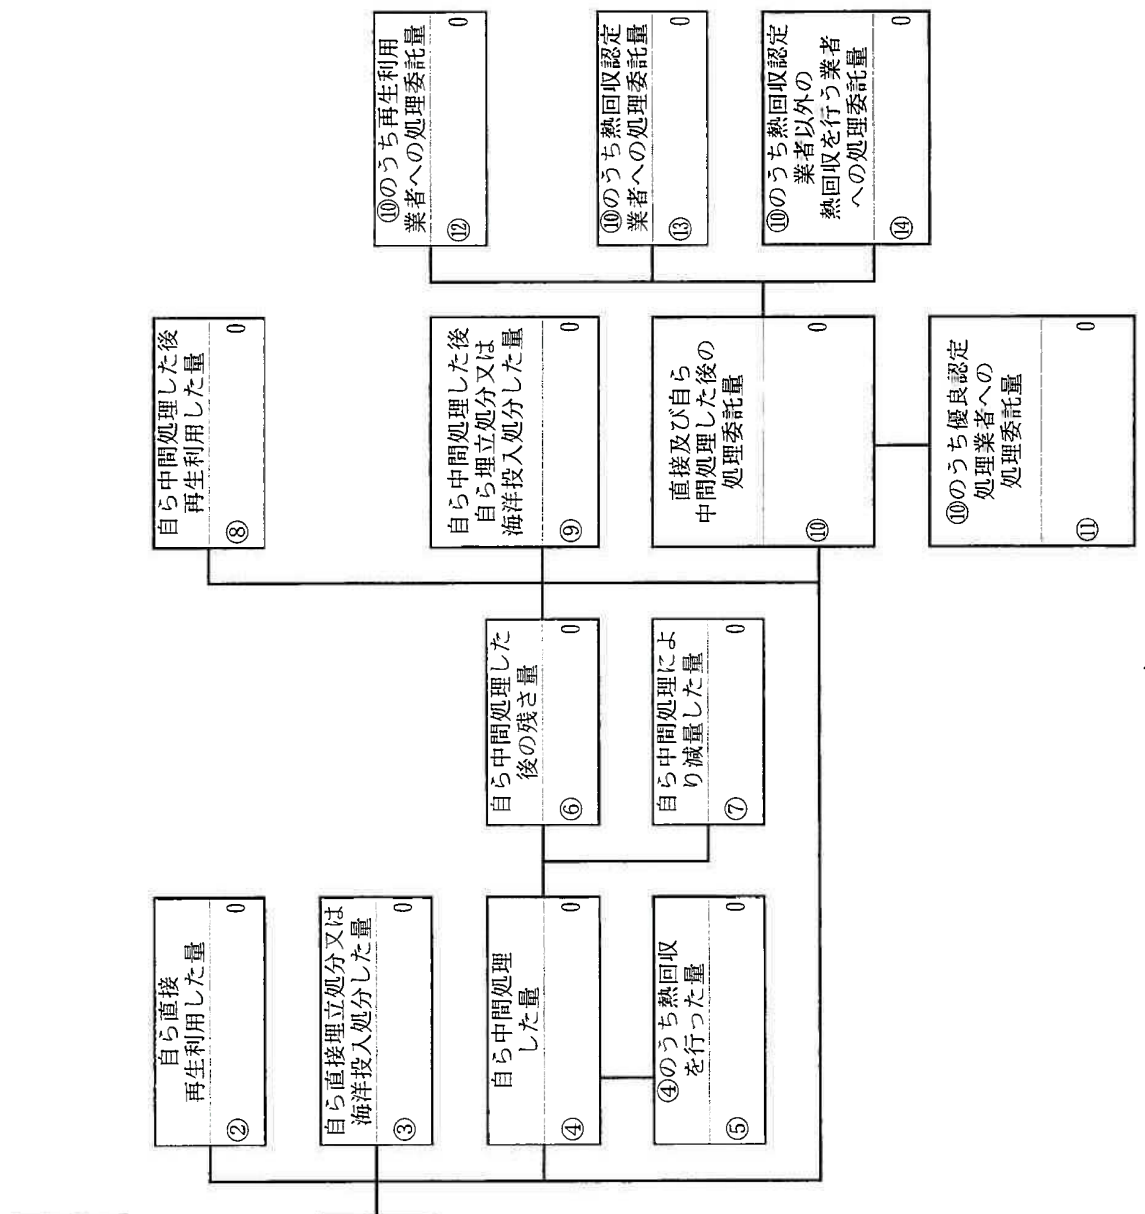 自ら直接
再生利用した量
② 0
自ら直接埋立処分又は
海洋投入処分した量
③ 0
自ら中間処理
した量
④ 0
④のうち熱回収
を行った量
⑤ 0
自ら中間処理した
後の残さ量
⑥ 0
自ら中間処理によ
り減量した量
⑦ 0
自ら中間処理した後
再生利用した量
⑧ 0
自ら中間処理した後
自ら埋立処分又は
海洋投入処分した量
⑨ 0
直接及び自ら
中間処理した後の
処理委託量
⑩ 0
⑩のうち優良認定
処理業者への
処理委託量
⑪ 0
⑩のうち再生利用
業者への処理委託量
⑫ 0
⑩のうち熱回収認定
業者への処理委託量
⑬ 0
⑩のうち熱回収認定
業者以外の
熱回収を行う業者
への処理委託量
⑭ 0